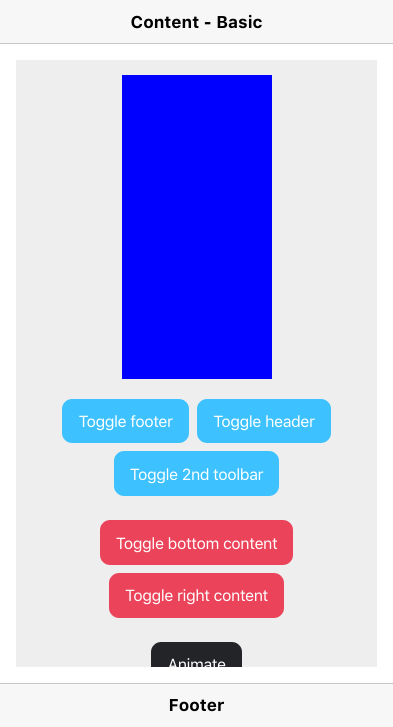 Content - Basic
Toggle footer
Toggle header
Toggle 2nd toolbar
Toggle bottom content
Toggle right content
Animate
Footer